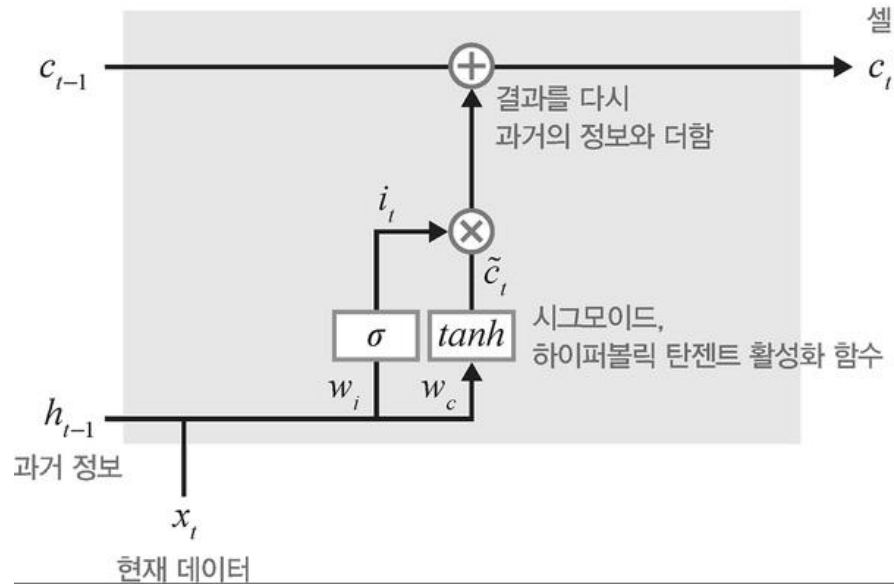 셀
c_{t-1}
c_t
결과를 다시
과거의 정보와 더함
i_t
c̃_t
σ
tanh
시그모이드,
하이퍼볼릭 탄젠트 활성화 함수
w_i
w_c
h_{t-1}
과거 정보
x_t
현재 데이터